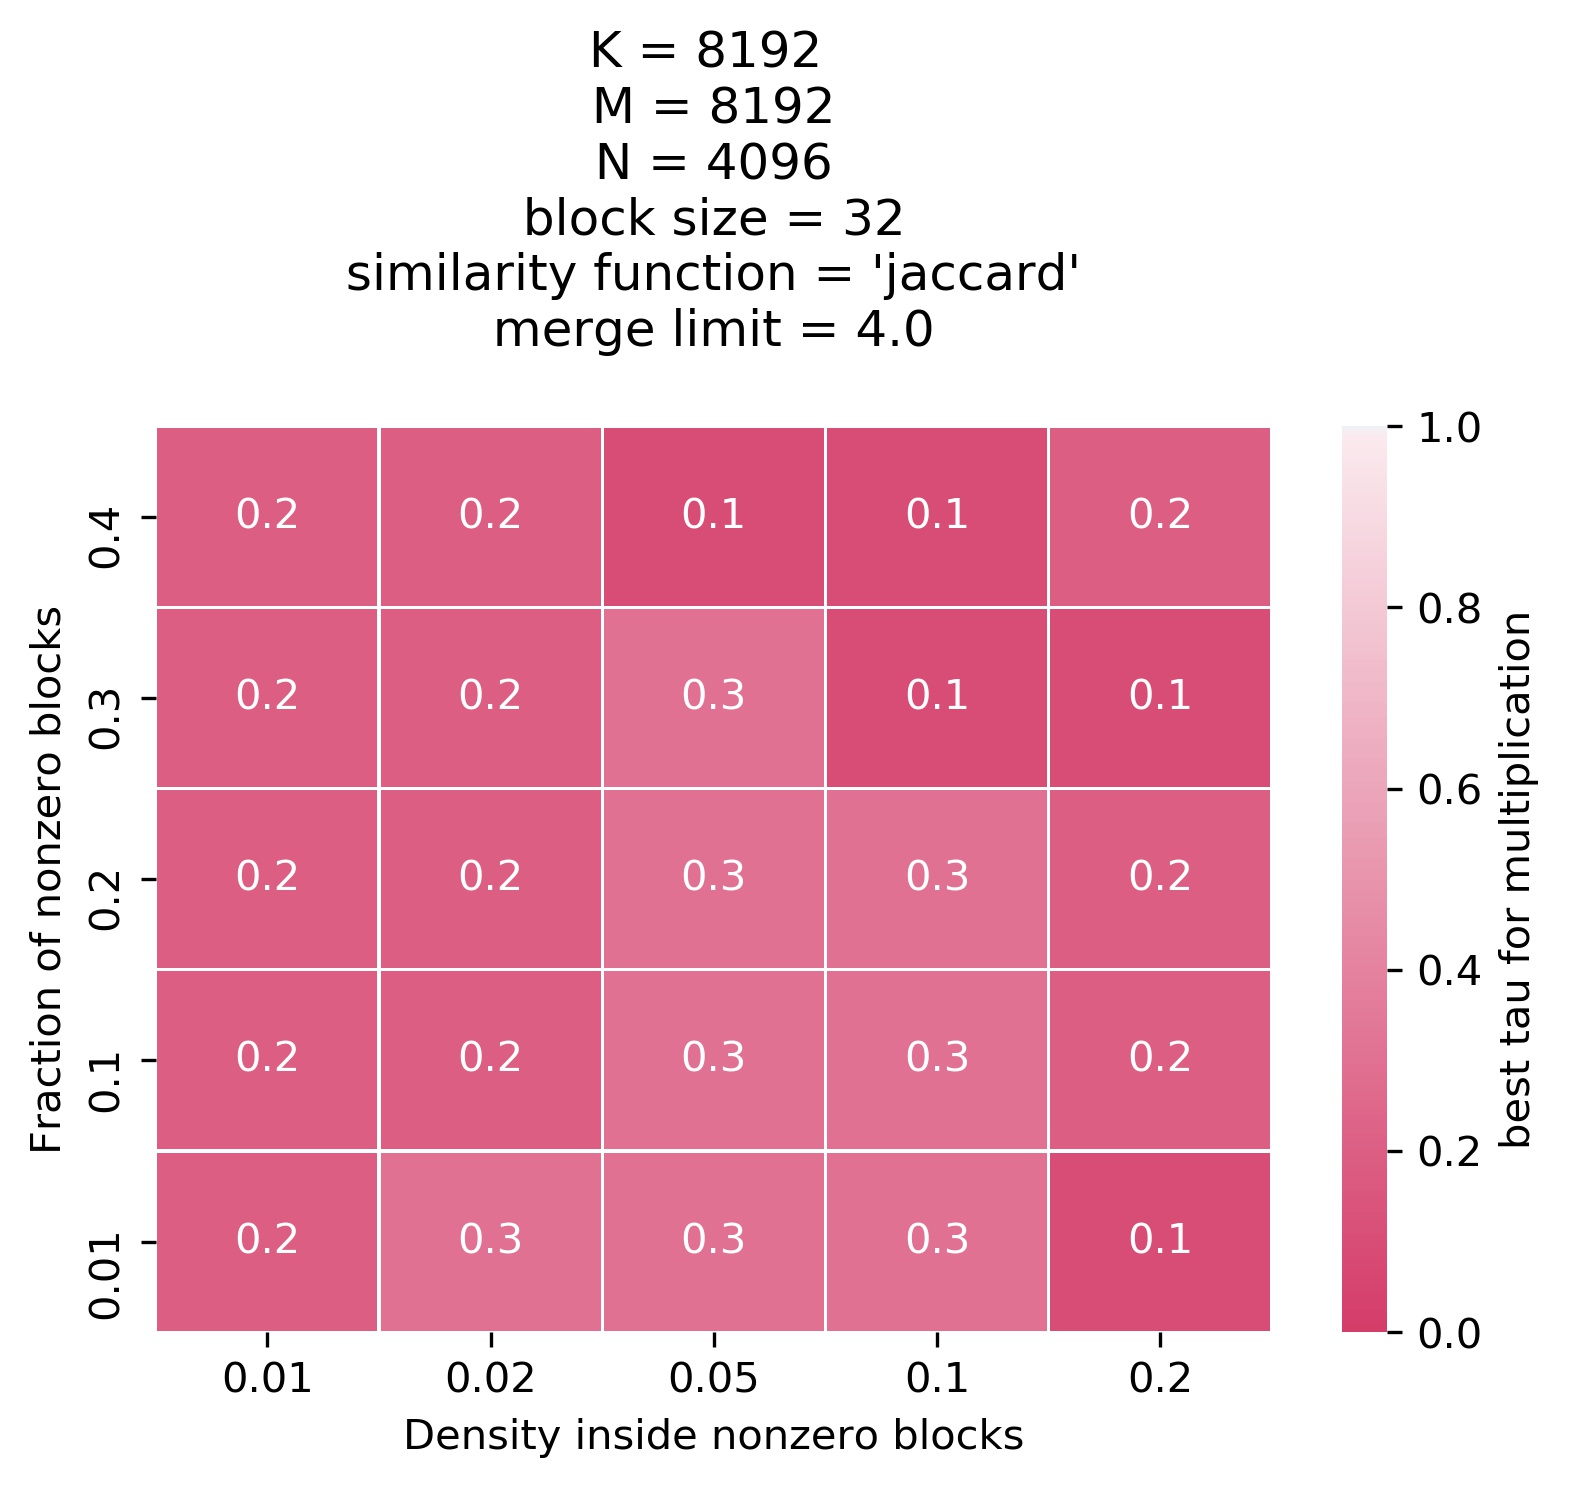 K = 8192
M = 8192
N = 4096
block size = 32
similarity function = 'jaccard'
merge limit = 4.0
Fraction of nonzero blocks
0.4
0.2 0.2 0.1 0.1 0.2
0.3
0.2 0.2 0.3 0.1 0.1
0.2
0.2 0.2 0.3 0.3 0.2
0.1
0.2 0.2 0.3 0.3 0.2
0.01
0.2 0.3 0.3 0.3 0.1
0.01 0.02 0.05 0.1 0.2
Density inside nonzero blocks
1.0
0.8
0.6
0.4
0.2
0.0
best tau for multiplication